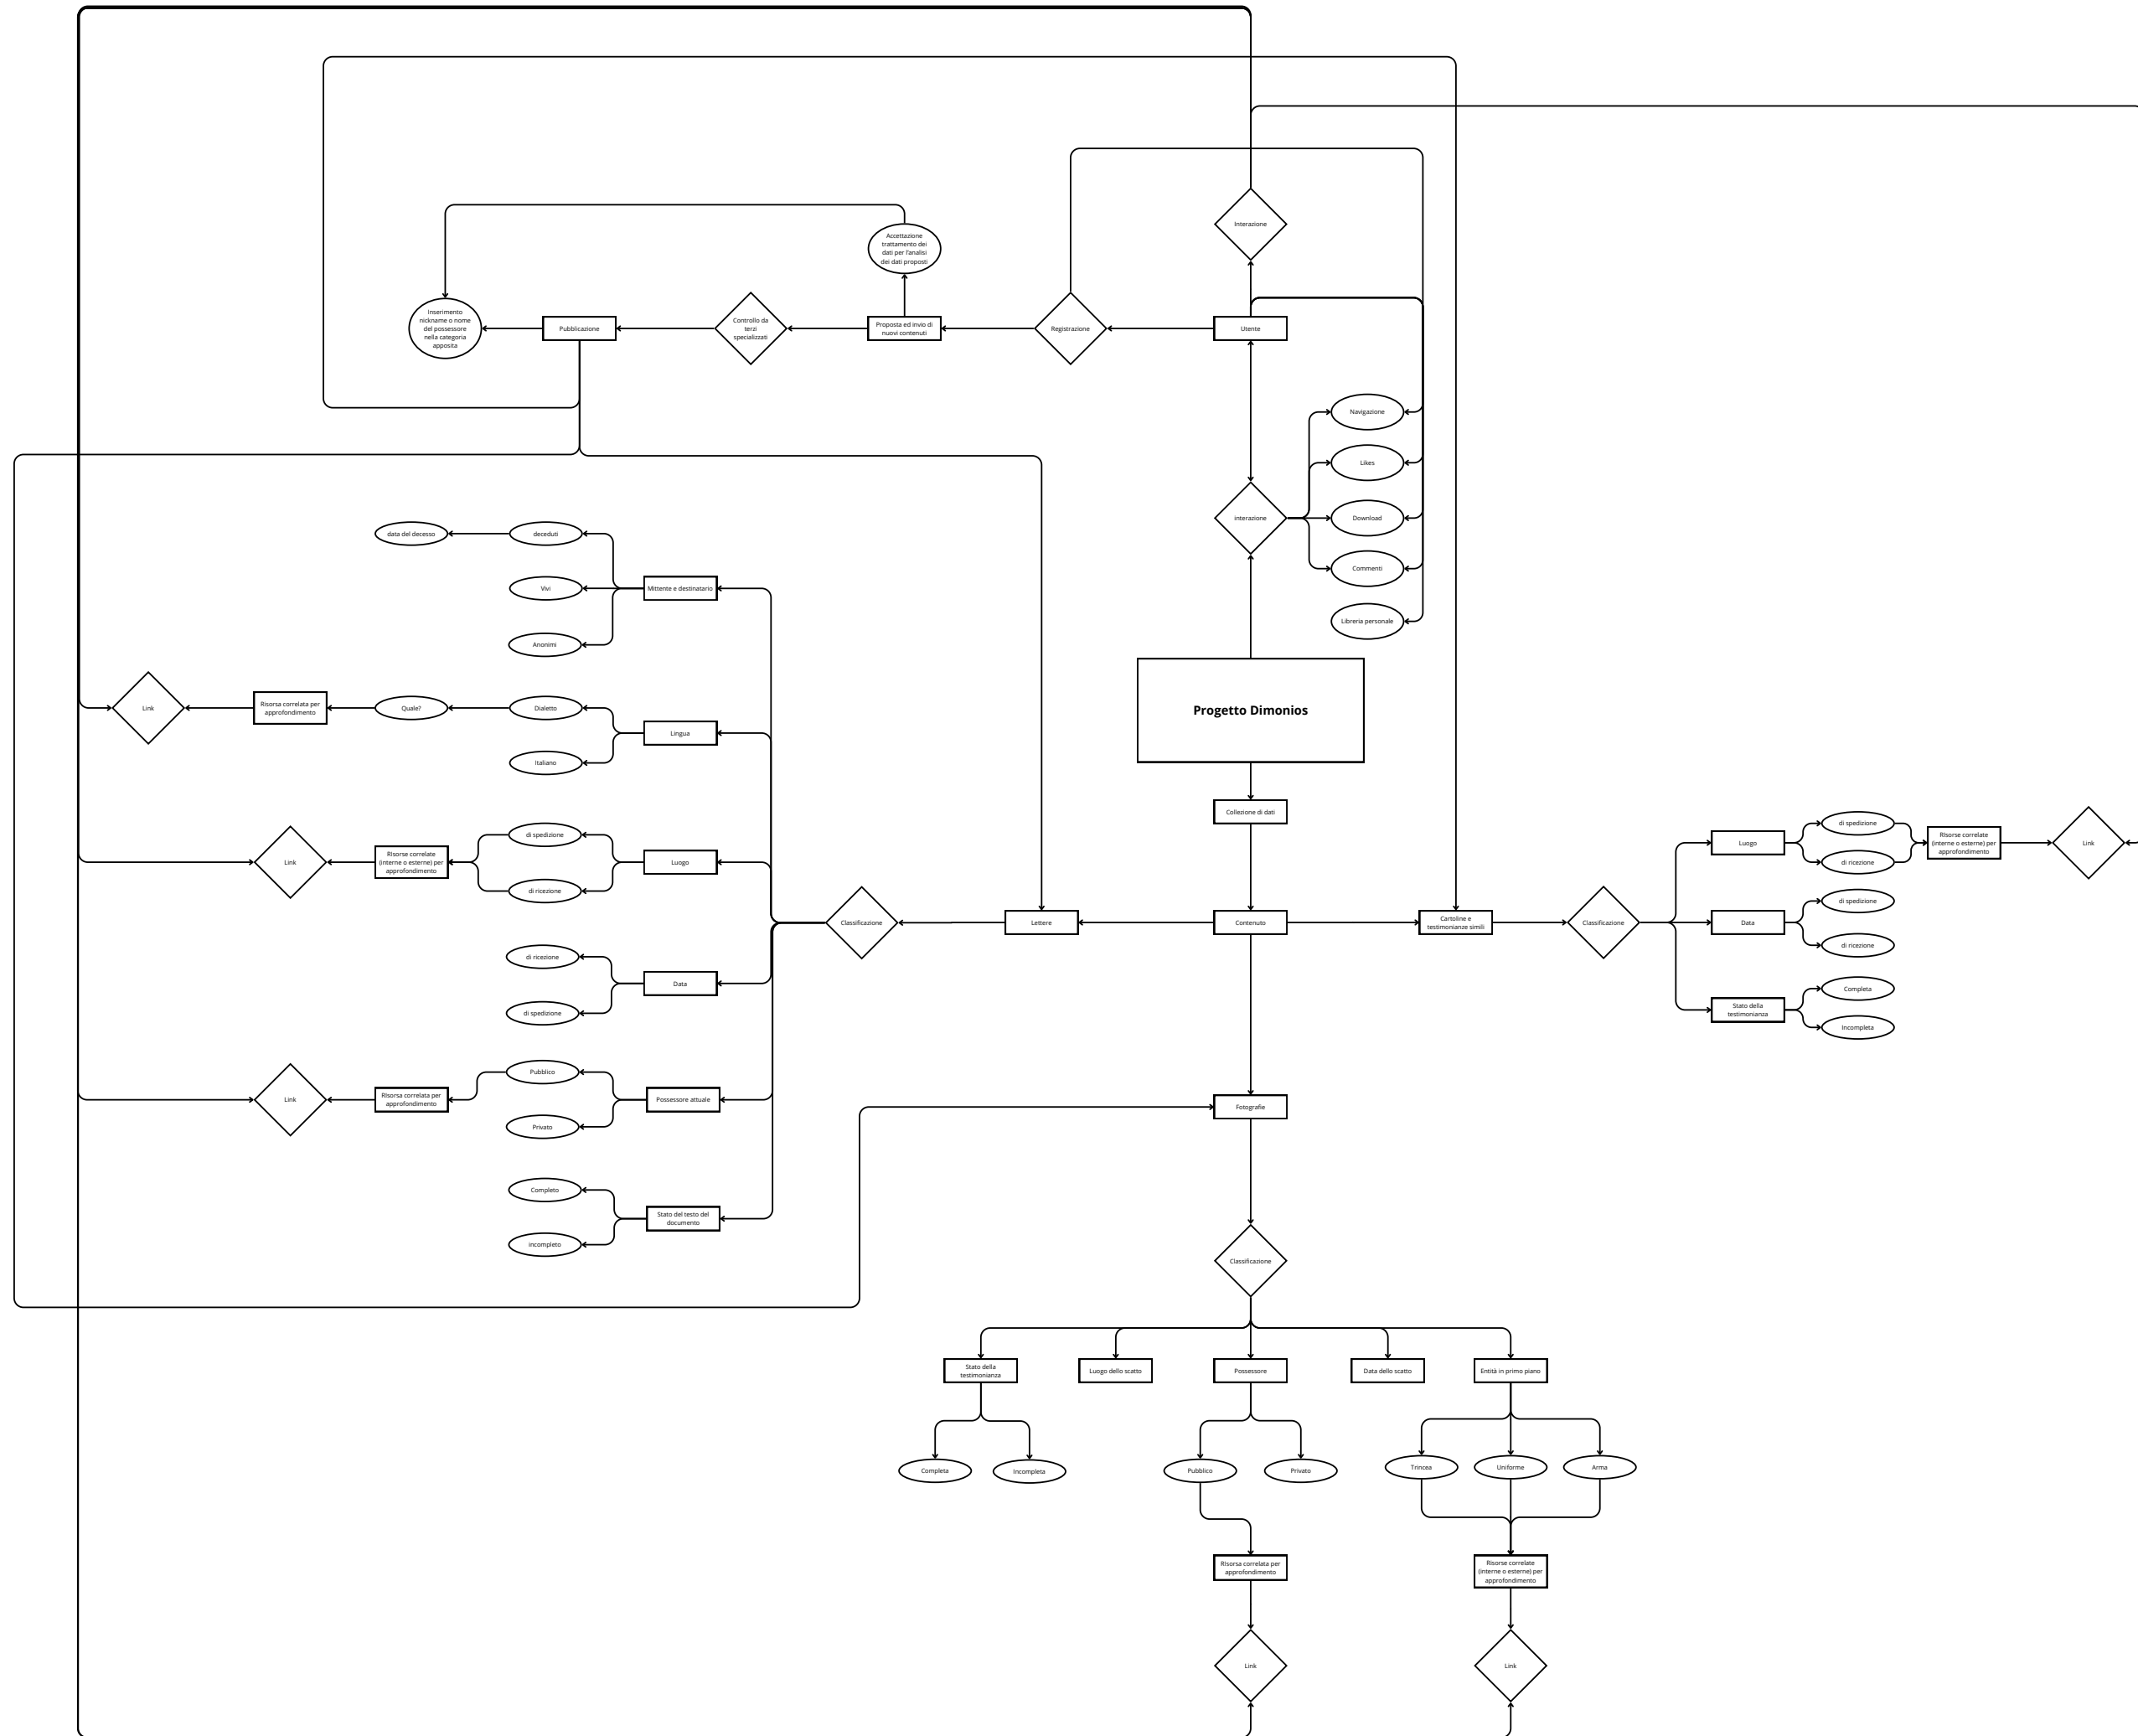 Interazione
Accettazione
trattamento dei
dati per l'analisi
dei dati proposti
Inserimento
nickname o nome
del possessore
nella categoria
apposita
Pubblicazione
Controllo da
terzi
specializzati
Proposta ed invio di
nuovi contenuti
Registrazione
Utente
Navigazione
Likes
interazione
Download
Commenti
Libreria personale
data del decesso
deceduti
Vivi
Mittente e destinatario
Anonimi
Link
Risorsa correlata per
approfondimento
Quale?
Dialetto
Lingua
Italiano
Progetto Dimonios
Collezione di dati
Link
Risorse correlate
(interne o esterne) per
approfondimento
di spedizione
Luogo
di ricezione
Classificazione
Lettere
Contenuto
Cartoline e
testimonianze simili
Classificazione
Luogo
di spedizione
di ricezione
Risorse correlate
(interne o esterne) per
approfondimento
Link
Data
di spedizione
di ricezione
Stato della
testimonianza
Completa
Incompleta
di ricezione
Data
di spedizione
Link
Risorsa correlata per
approfondimento
Pubblico
Possessore attuale
Privato
Fotografie
Completo
Stato del testo del
documento
incompleto
Classificazione
Stato della
testimonianza
Luogo dello scatto
Possessore
Data dello scatto
Entità in primo piano
Completa
Incompleta
Pubblico
Privato
Trincea
Uniforme
Arma
Risorsa correlata per
approfondimento
Risorse correlate
(interne o esterne) per
approfondimento
Link
Link